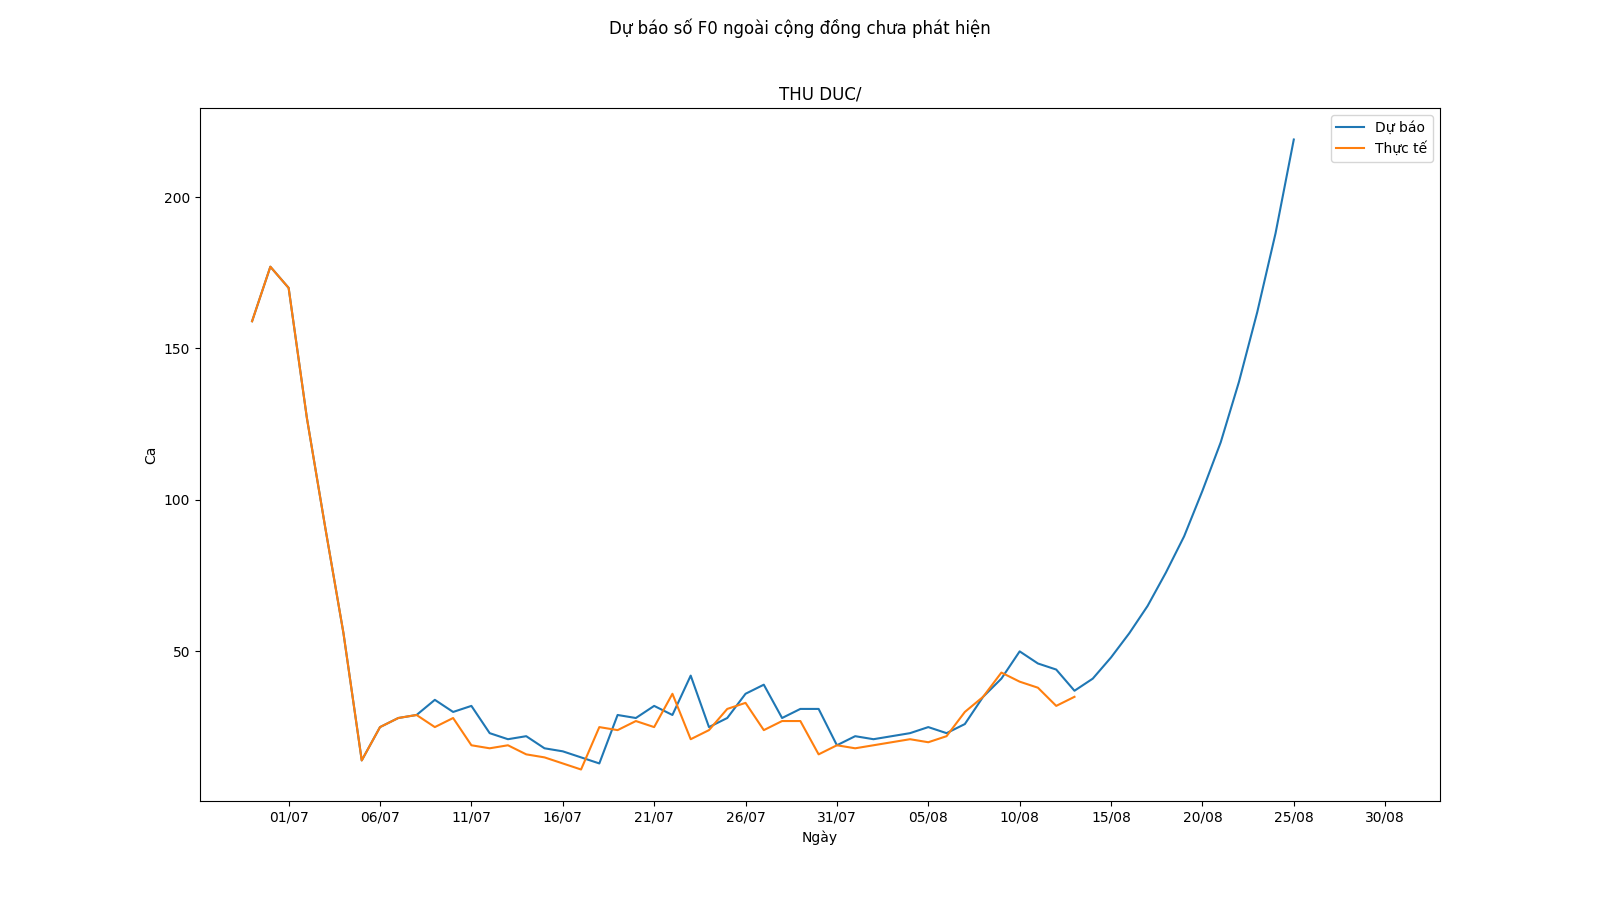 Dự báo số F0 ngoài cộng đồng chưa phát hiện
THU DUC/
Dự báo
Thực tế
200
150
100
50
Ca
01/07 06/07 11/07 16/07 21/07 26/07 31/07 05/08 10/08 15/08 20/08 25/08 30/08
Ngày